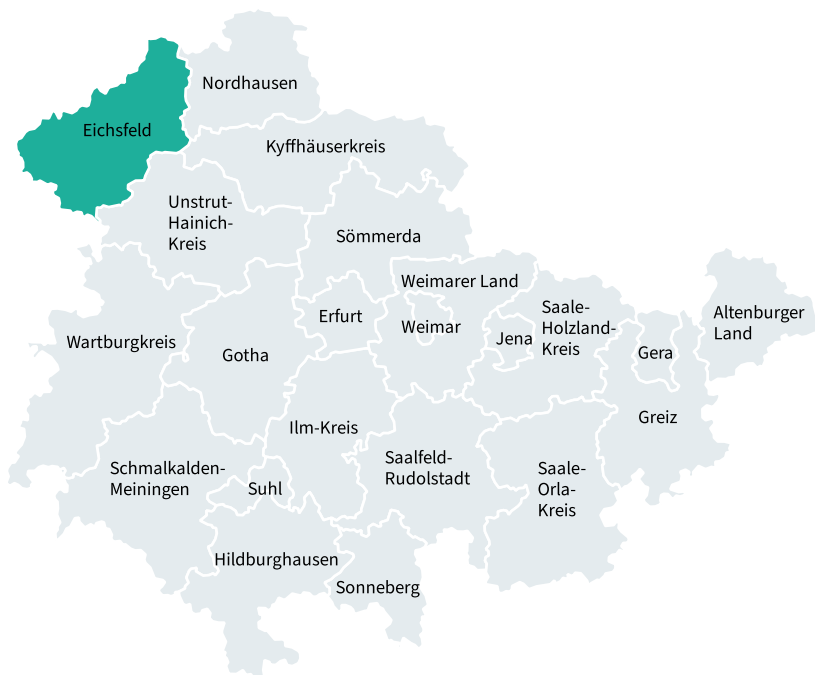 Nordhausen
Eichsfeld
Kyffhäuserkreis
Unstrut-
Hainich-
Kreis
Sömmerda
Weimarer Land
Saale-
Holzland-
Kreis
Altenburger
Land
Erfurt
Weimar
Jena
Wartburgkreis
Gotha
Gera
Greiz
Ilm-Kreis
Schmalkalden-
Meiningen
Suhl
Saalfeld-
Rudolstadt
Saale-
Orla-
Kreis
Hildburghausen
Sonneberg